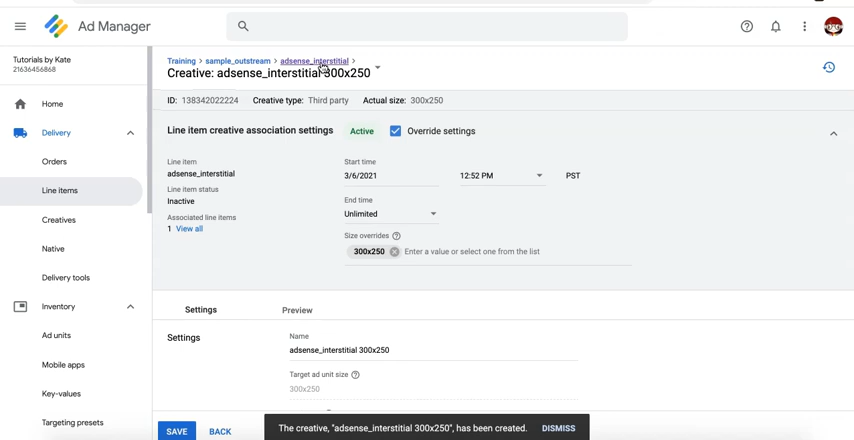 Ad Manager
Tutorials by Kate
21636456868
Home
Delivery
Orders
Line items
Creatives
Native
Delivery tools
Inventory
Ad units
Mobile apps
Key-values
Targeting presets
Training > sample_outstream > adsense_interstitial >
Creative: adsense_interstitial 300x250
ID: 138342022224 Creative type: Third party Actual size: 300x250
Line item creative association settings Active Override settings
Line item
adsense_interstitial
Line item status
Inactive
Associated line items
1 View all
Start time
3/6/2021 12:52 PM PST
End time
Unlimited
Size overrides
300x250 Enter a value or select one from the list
Settings Preview
Settings
Name
adsense_interstitial 300x250
Target ad unit size
300x250
SAVE BACK
The creative, "adsense_interstitial 300x250", has been created. DISMISS